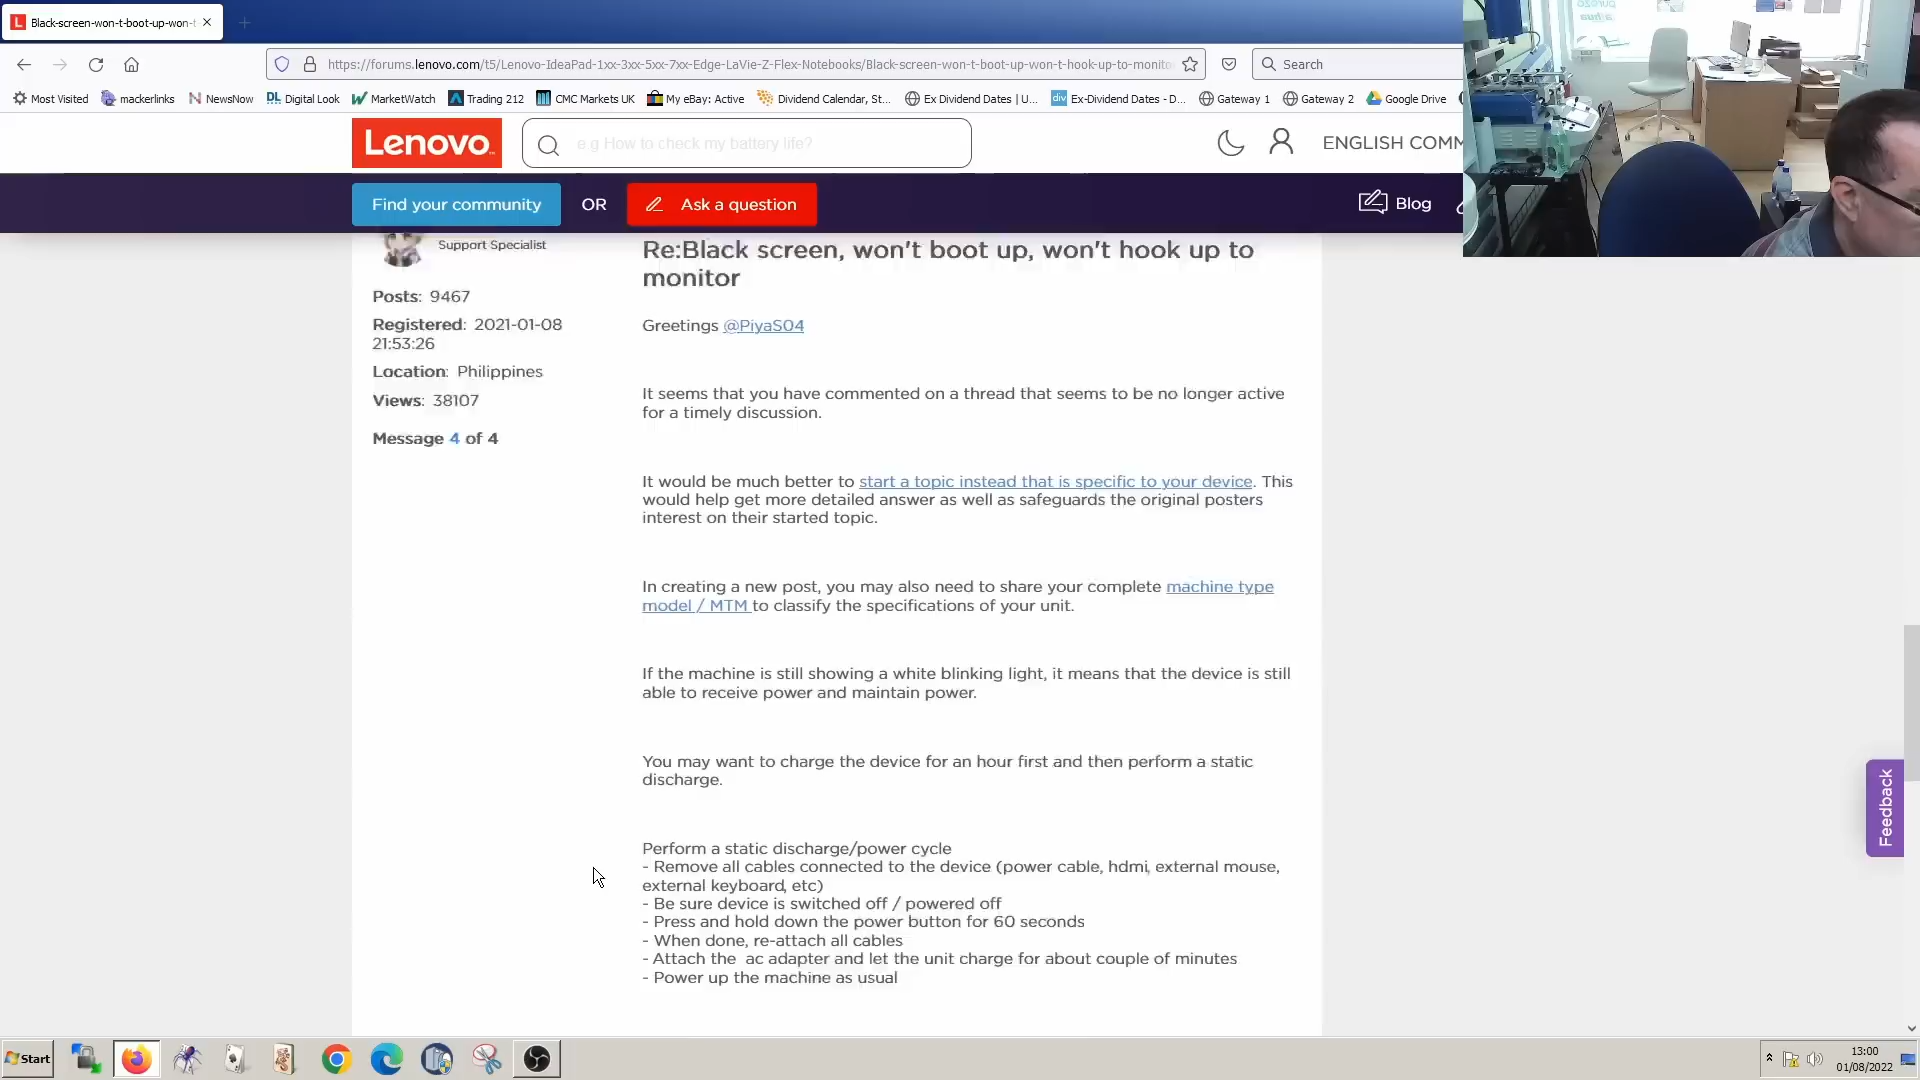 Black-screen-won-t-boot-up-won-t
https://forums.lenovo.com/t5/Lenovo-IdeaPad-1xx-3xx-5xx-7xx-Edge-LaVie-Z-Flex-Notebooks/Black-screen-won-t-boot-up-won-t-hook-up-to-monito
Search
Most Visited mackerlinks NewsNow Digital Look MarketWatch Trading 212 CMC Markets UK My eBay: Active Dividend Calendar, St... Ex Dividend Dates | U... Ex-Dividend Dates - D... Gateway 1 Gateway 2 Google Drive
Lenovo
e.g How to check my battery life?
ENGLISH COMM
Find your community OR Ask a question
Blog
Support Specialist
Posts: 9467
Registered: 2021-01-08
21:53:26
Location: Philippines
Views: 38107
Message 4 of 4
Re:Black screen, won't boot up, won't hook up to
monitor
Greetings @PiyaS04
It seems that you have commented on a thread that seems to be no longer active
for a timely discussion.
It would be much better to start a topic instead that is specific to your device. This
would help get more detailed answer as well as safeguards the original posters
interest on their started topic.
In creating a new post, you may also need to share your complete machine type
model / MTM to classify the specifications of your unit.
If the machine is still showing a white blinking light, it means that the device is still
able to receive power and maintain power.
You may want to charge the device for an hour first and then perform a static
discharge.
Perform a static discharge/power cycle
- Remove all cables connected to the device (power cable, hdmi, external mouse,
external keyboard, etc)
- Be sure device is switched off / powered off
- Press and hold down the power button for 60 seconds
- When done, re-attach all cables
- Attach the  ac adapter and let the unit charge for about couple of minutes
- Power up the machine as usual
Feedback
Start
13:00
01/08/2022